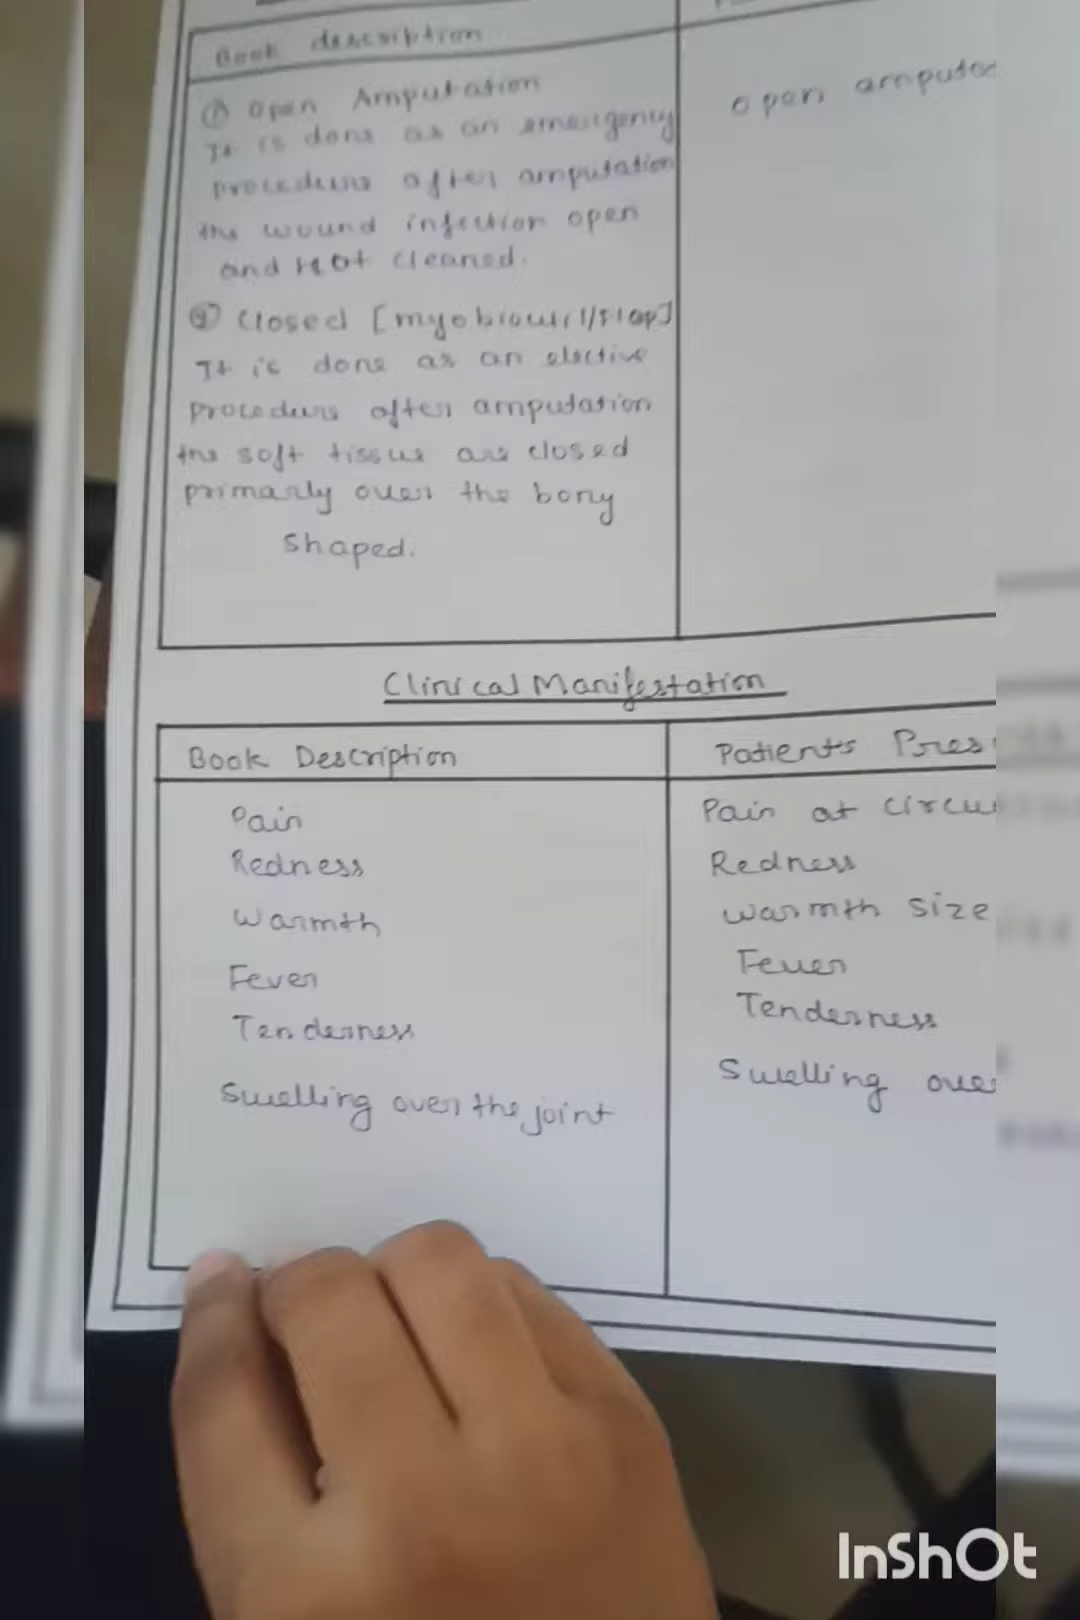 Book description
① Open Amputation
It is done as an emergency
procedure after amputation
the wound infection open
and Not cleaned.
open amputat
② Closed
It is done as an elective
procedure after amputation
the soft tissue are closed
primarly over the bony
shaped.
Clinical Manifestation
Book Description
Patients Pres
Pain
Redness
Warmth
Fever
Tenderness
Swelling over the joint
Pain at circu
Redness
warmth size
Fever
Tenderness
Swelling over
InShOt